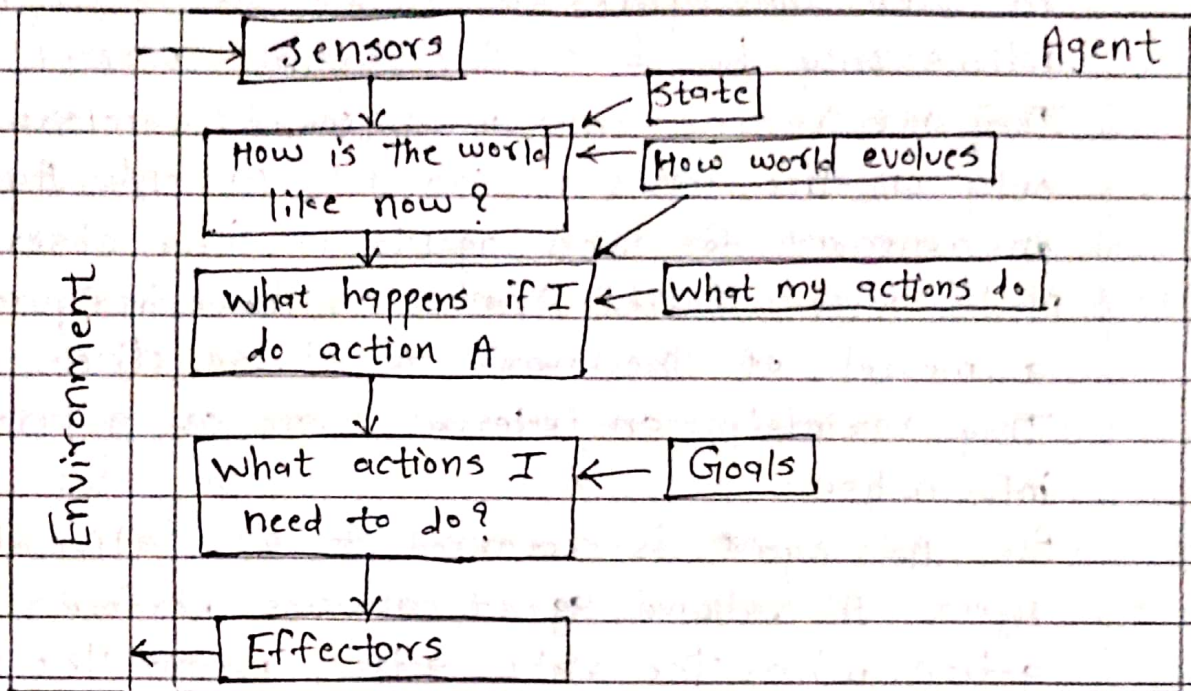 Sensors
Agent
State
How is the world
like now?
How world evolves
What happens if I
do action A
What my actions do.
What actions I
need to do?
Goals
Effectors
Environment